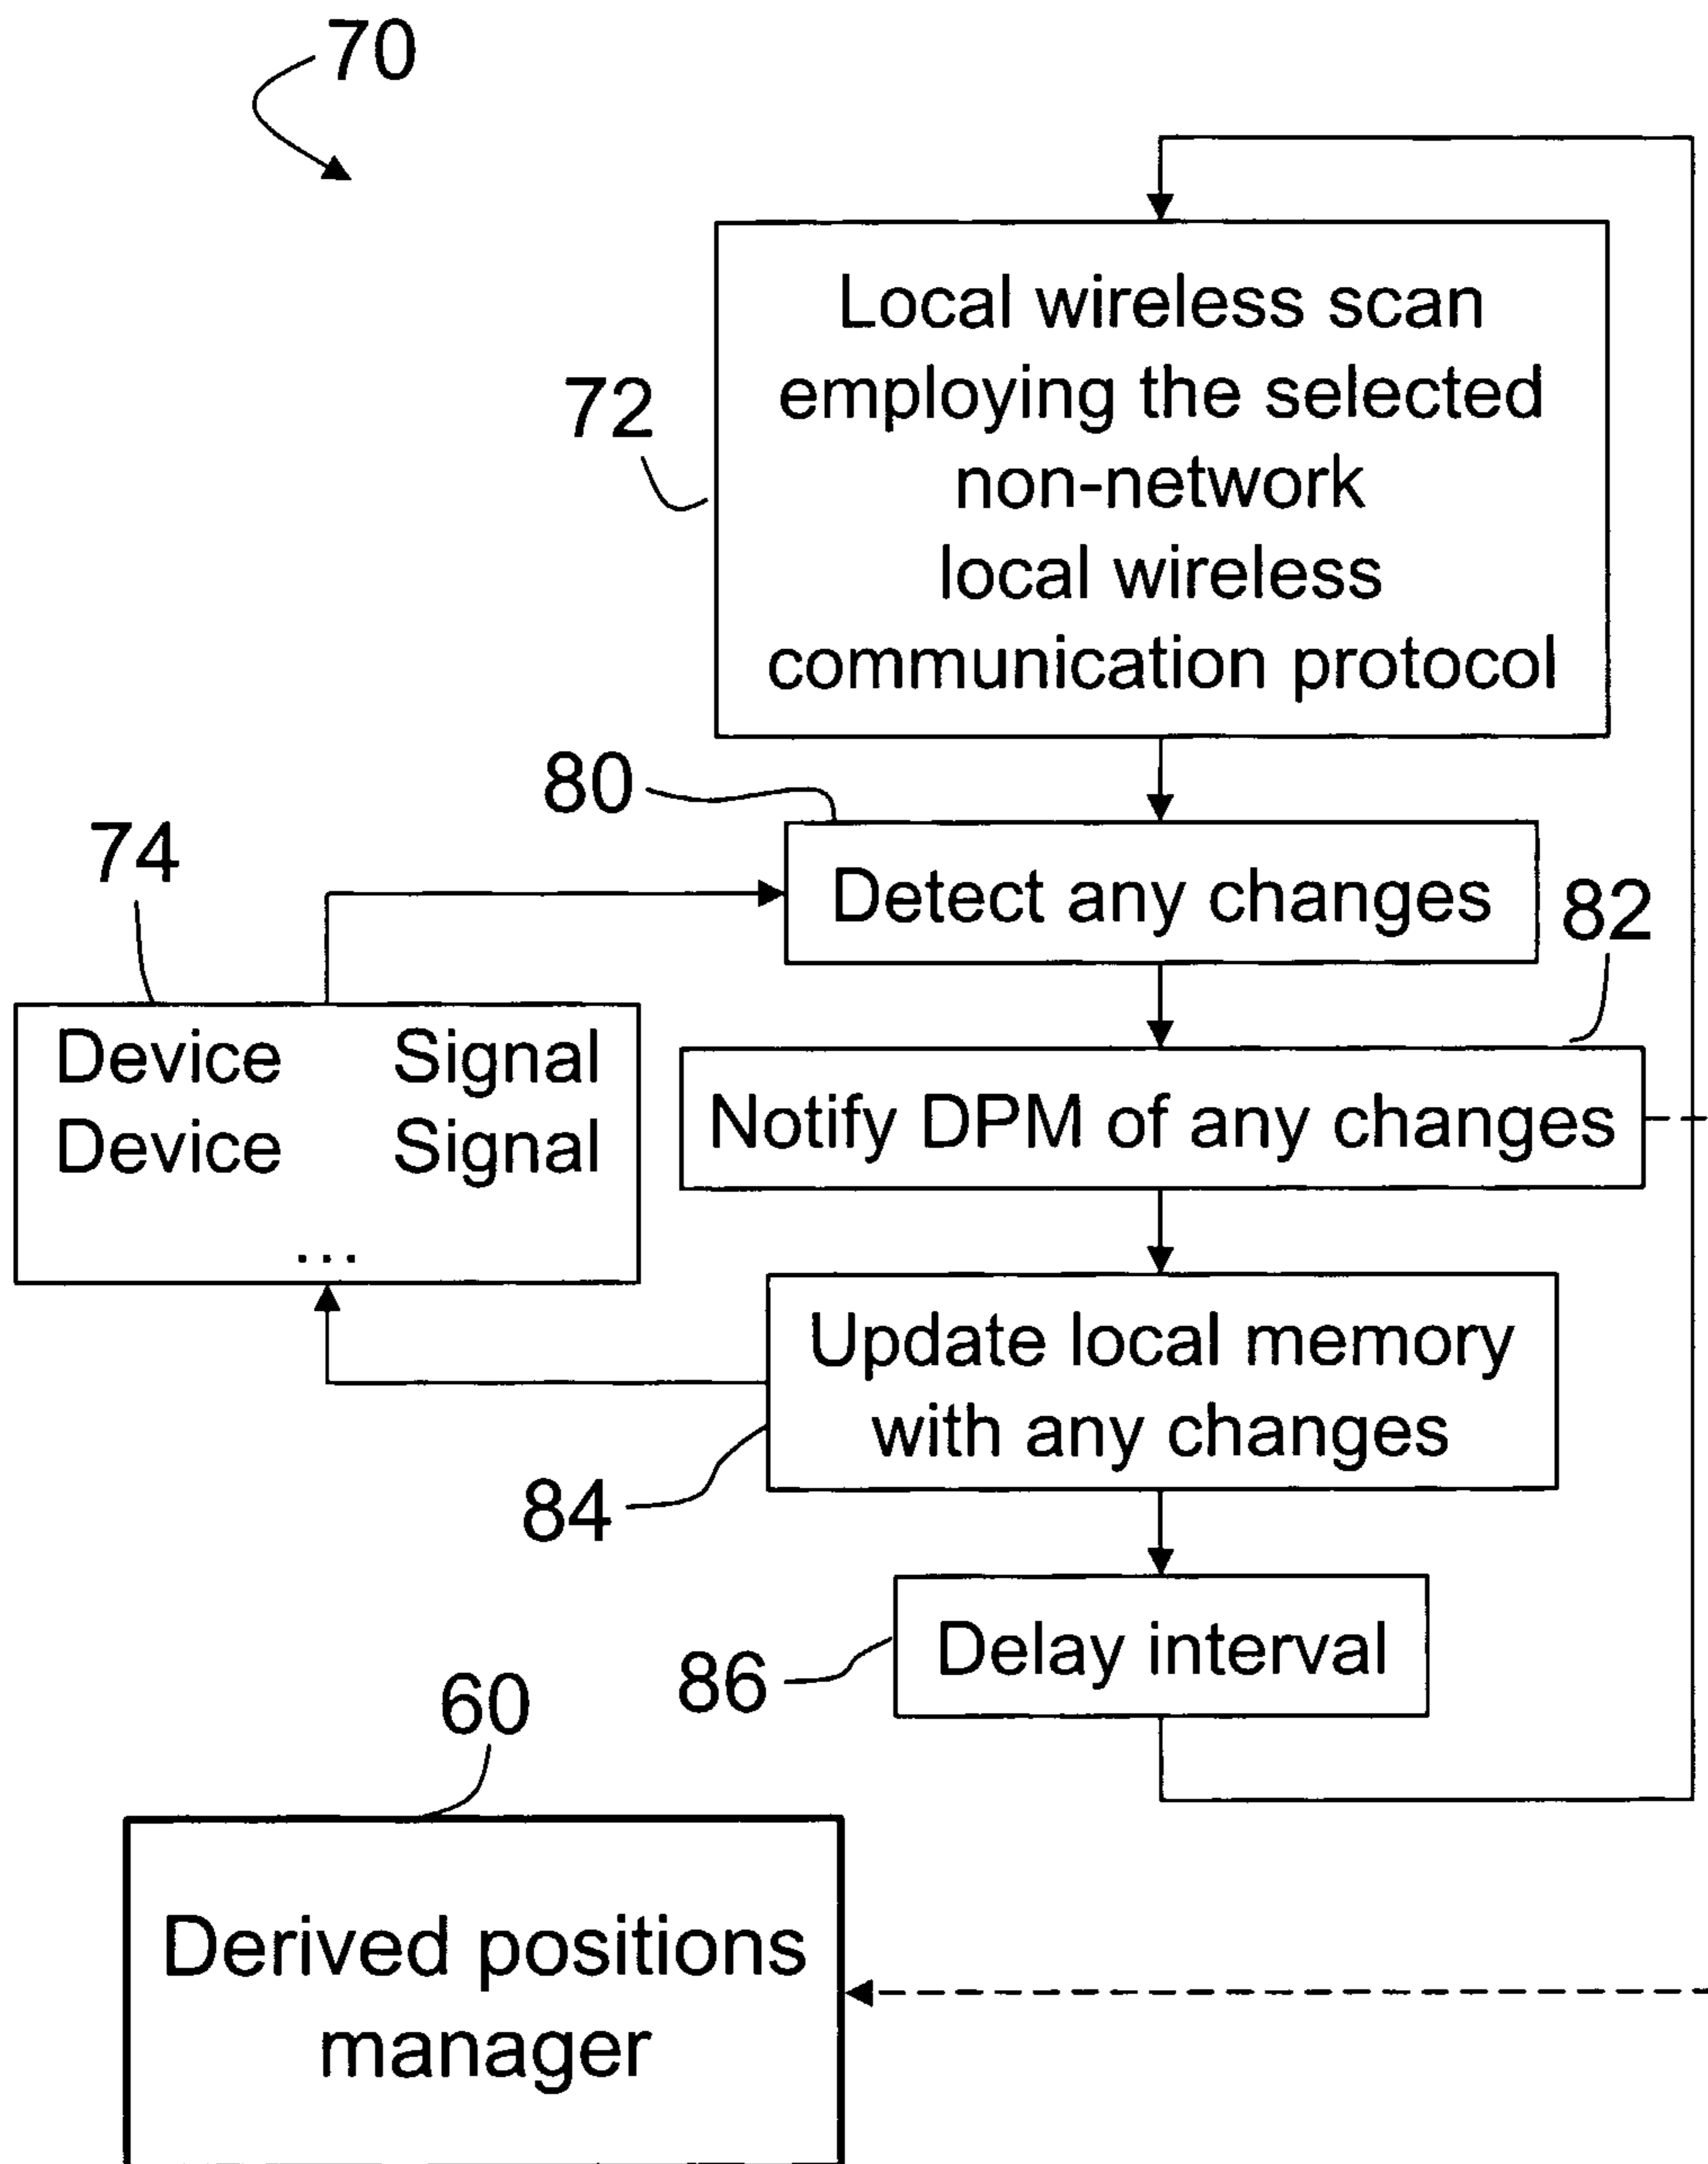 70
Local wireless scan
employing the selected
non-network
local wireless
communication protocol
72
80
Detect any changes
74
82
Device Signal
Device Signal
...
Notify DPM of any changes
Update local memory
with any changes
84
Delay interval
86
60
Derived positions
manager